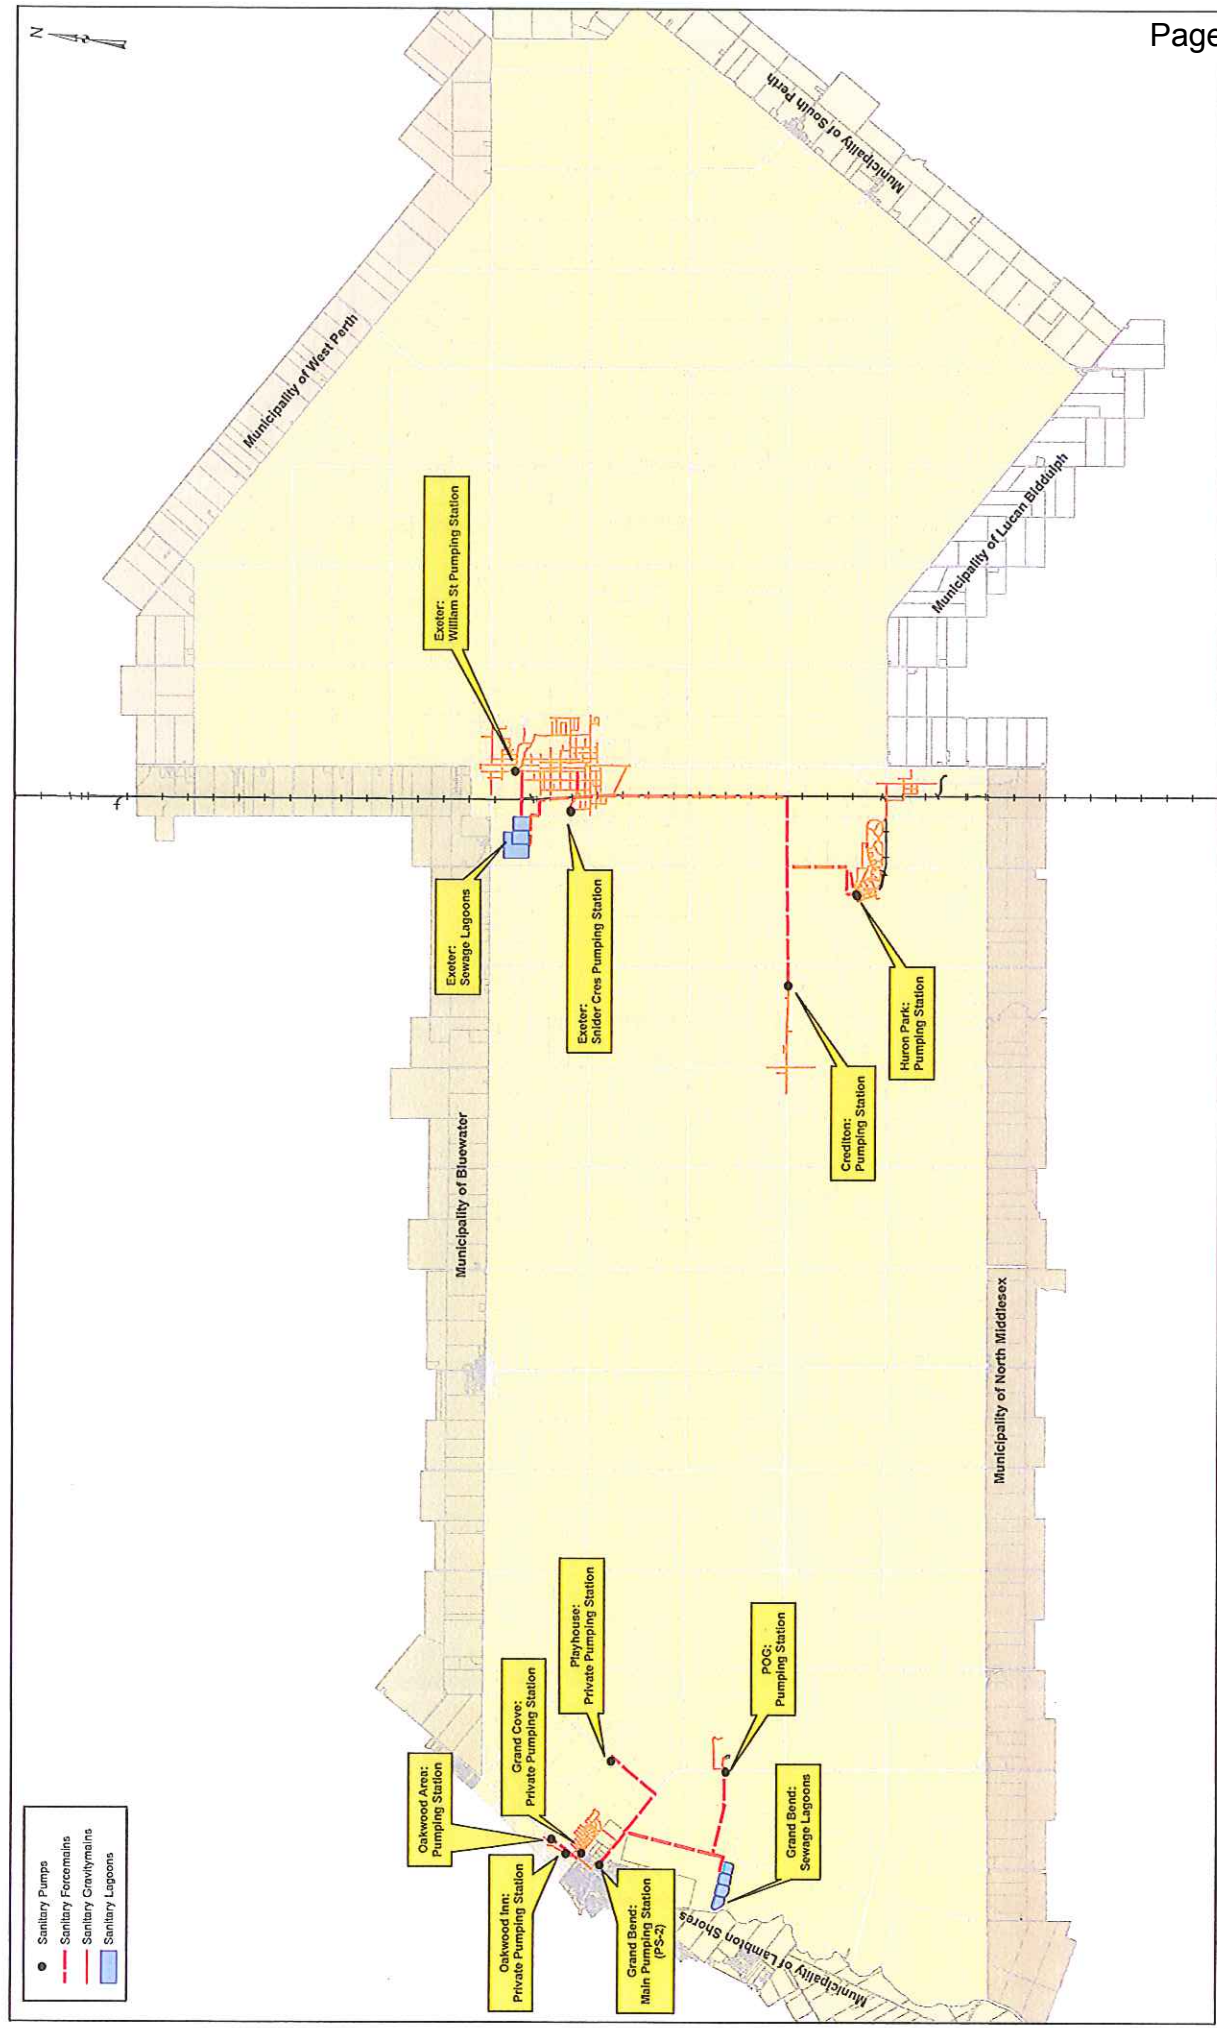 Page
N
Municipality of South Perth
Municipality of West Perth
Municipality of Lucan Biddulph
Exeter:
William St Pumping Station
Exeter:
Sewage Lagoons
Exeter:
Snider Cres Pumping Station
Huron Park:
Pumping Station
Crediton:
Pumping Station
Municipality of Bluewater
Municipality of North Middlesex
Playhouse:
Private Pumping Station
POG:
Pumping Station
Grand Cove:
Private Pumping Station
Oakwood Area:
Pumping Station
Oakwood Inn:
Private Pumping Station
Grand Bend:
Main Pumping Station
(PS-2)
Grand Bend:
Sewage Lagoons
Municipality of Lambton Shores
Sanitary Pumps
Sanitary Forcemains
Sanitary Gravitymains
Sanitary Lagoons